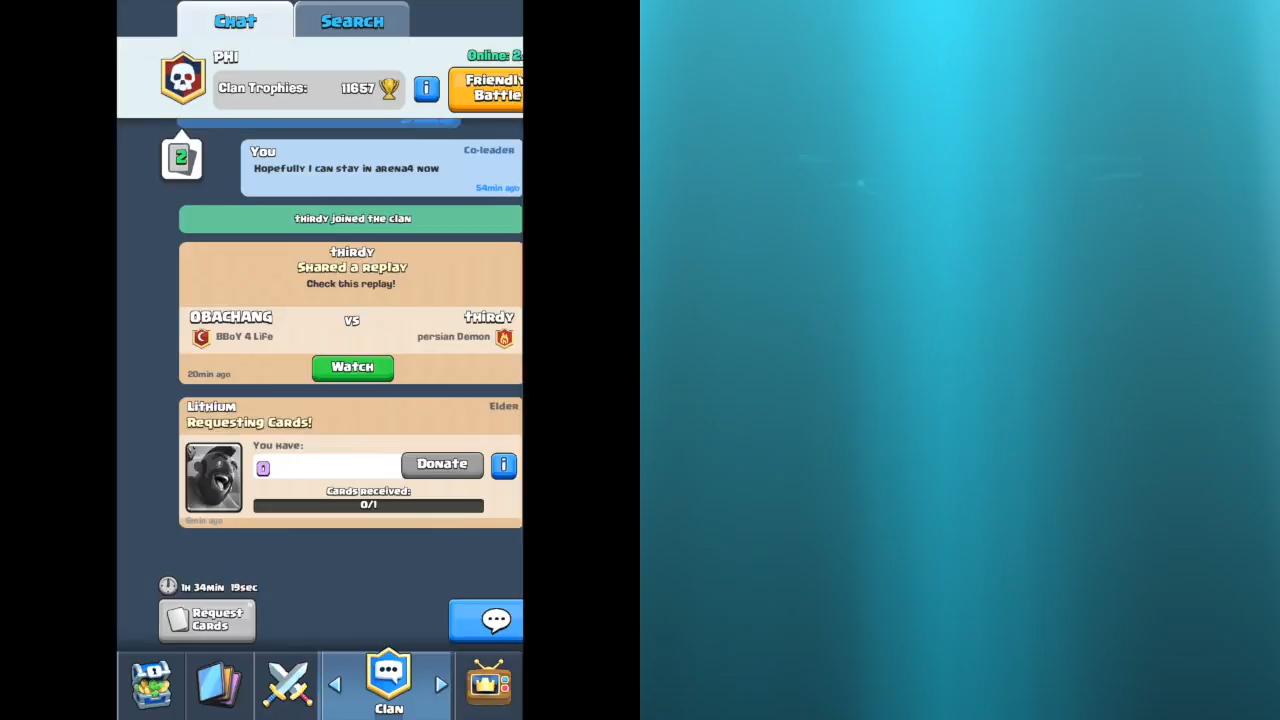 Chat
Search
PHI
Online: 2
Clan Trophies: 11657
i
Friendly
Battle
2
You
Co-leader
Hopefully I can stay in arena4 now
54min ago
thirdy joined the clan
thirdy
Shared a replay
Check this replay!
OBACHANG
vs
thirdy
BBoY 4 Life
persian Demon
Watch
20min ago
Lithium
Elder
Requesting Cards!
You have:
0
Donate
i
Cards received:
0/1
6min ago
1H 34min 19sec
Request
Cards
Clan